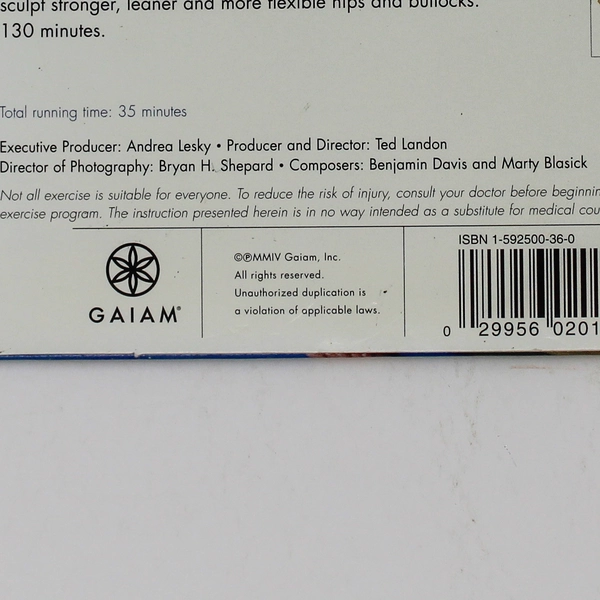 sculpt stronger, leaner and more flexible hips and buttocks.
130 minutes.
Total running time: 35 minutes
Executive Producer: Andrea Lesky • Producer and Director: Ted Landon
Director of Photography: Bryan H. Shepard • Composers: Benjamin Davis and Marty Blasick
Not all exercise is suitable for everyone. To reduce the risk of injury, consult your doctor before beginnin
exercise program. The instruction presented herein is in no way intended as a substitute for medical cou
GAIAM®
©℗MMIV Gaiam, Inc.
All rights reserved.
Unauthorized duplication is
a violation of applicable laws.
ISBN 1-592500-36-0
0 29956 0201